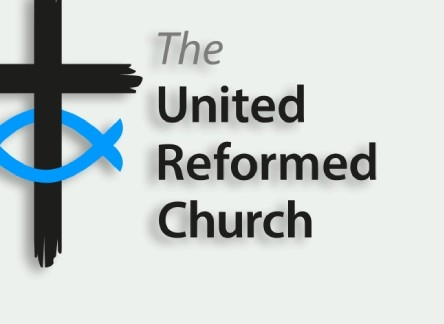 The
United
Reformed
Church